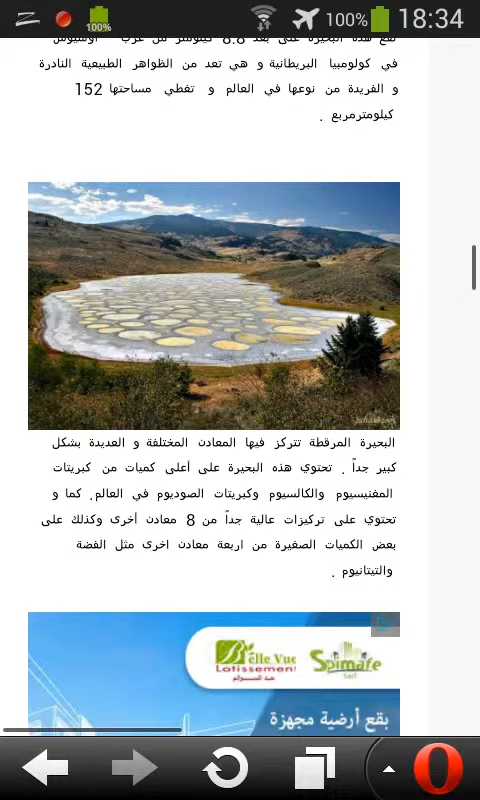 100%
100%
18:34
في كولومبيا البريطانية و هي تعد من الظواهر الطبيعية النادرة
و الفريدة من نوعها في العالم و تغطي مساحتها 152
كيلومترمربع .
البحيرة المرقطة تتركز فيها المعادن المختلفة و العديدة بشكل
كبير جداً . تحتوي هذه البحيرة على أعلى كميات من كبريتات
المغنيسيوم والكالسيوم وكبريتات الصوديوم في العالم. كما و
تحتوي على تركيزات عالية جداً من 8 معادن أخرى وكذلك على
بعض الكميات الصغيرة من اربعة معادن اخرى مثل الفضة
والتيتانيوم .
Belle Vue
Lotissement
Spimafe
Sarl
بقع أرضية مجهزة